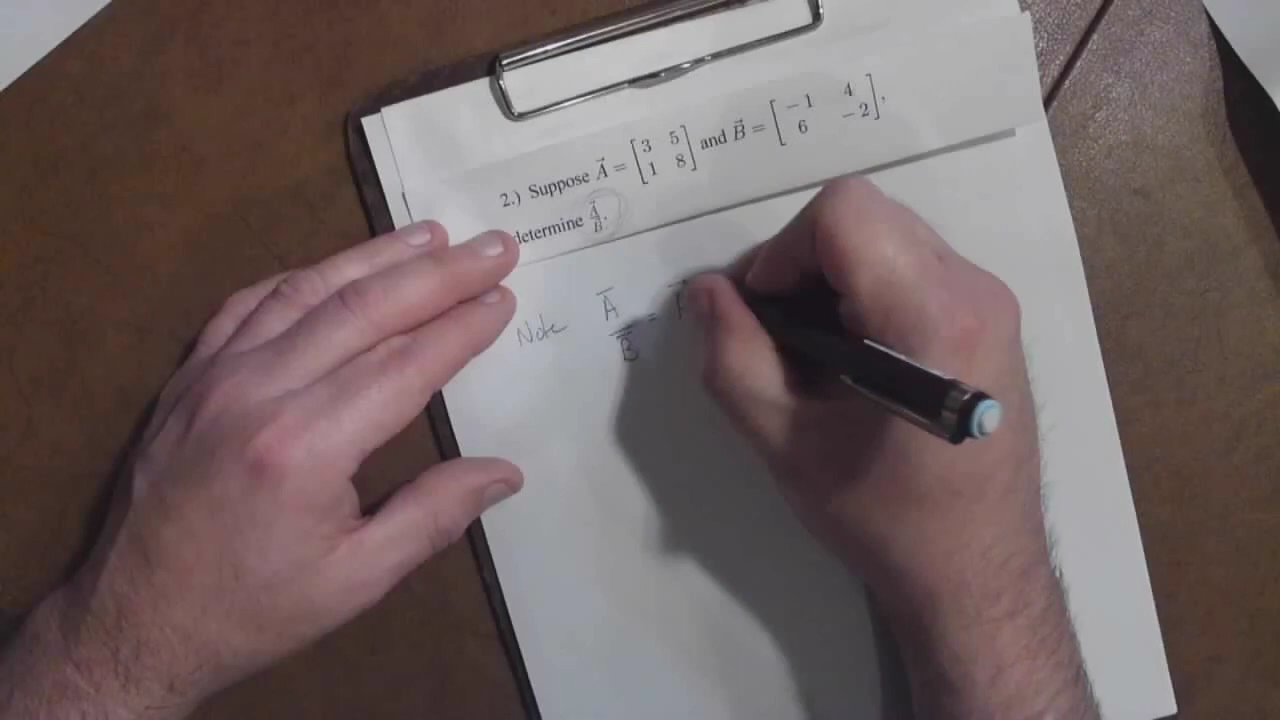 2.) Suppose A⃗ = [3 5; 1 8] and B⃗ = [−1 4; 6 −2],
determine A⃗/B⃗.
Note A̅/B̅ =